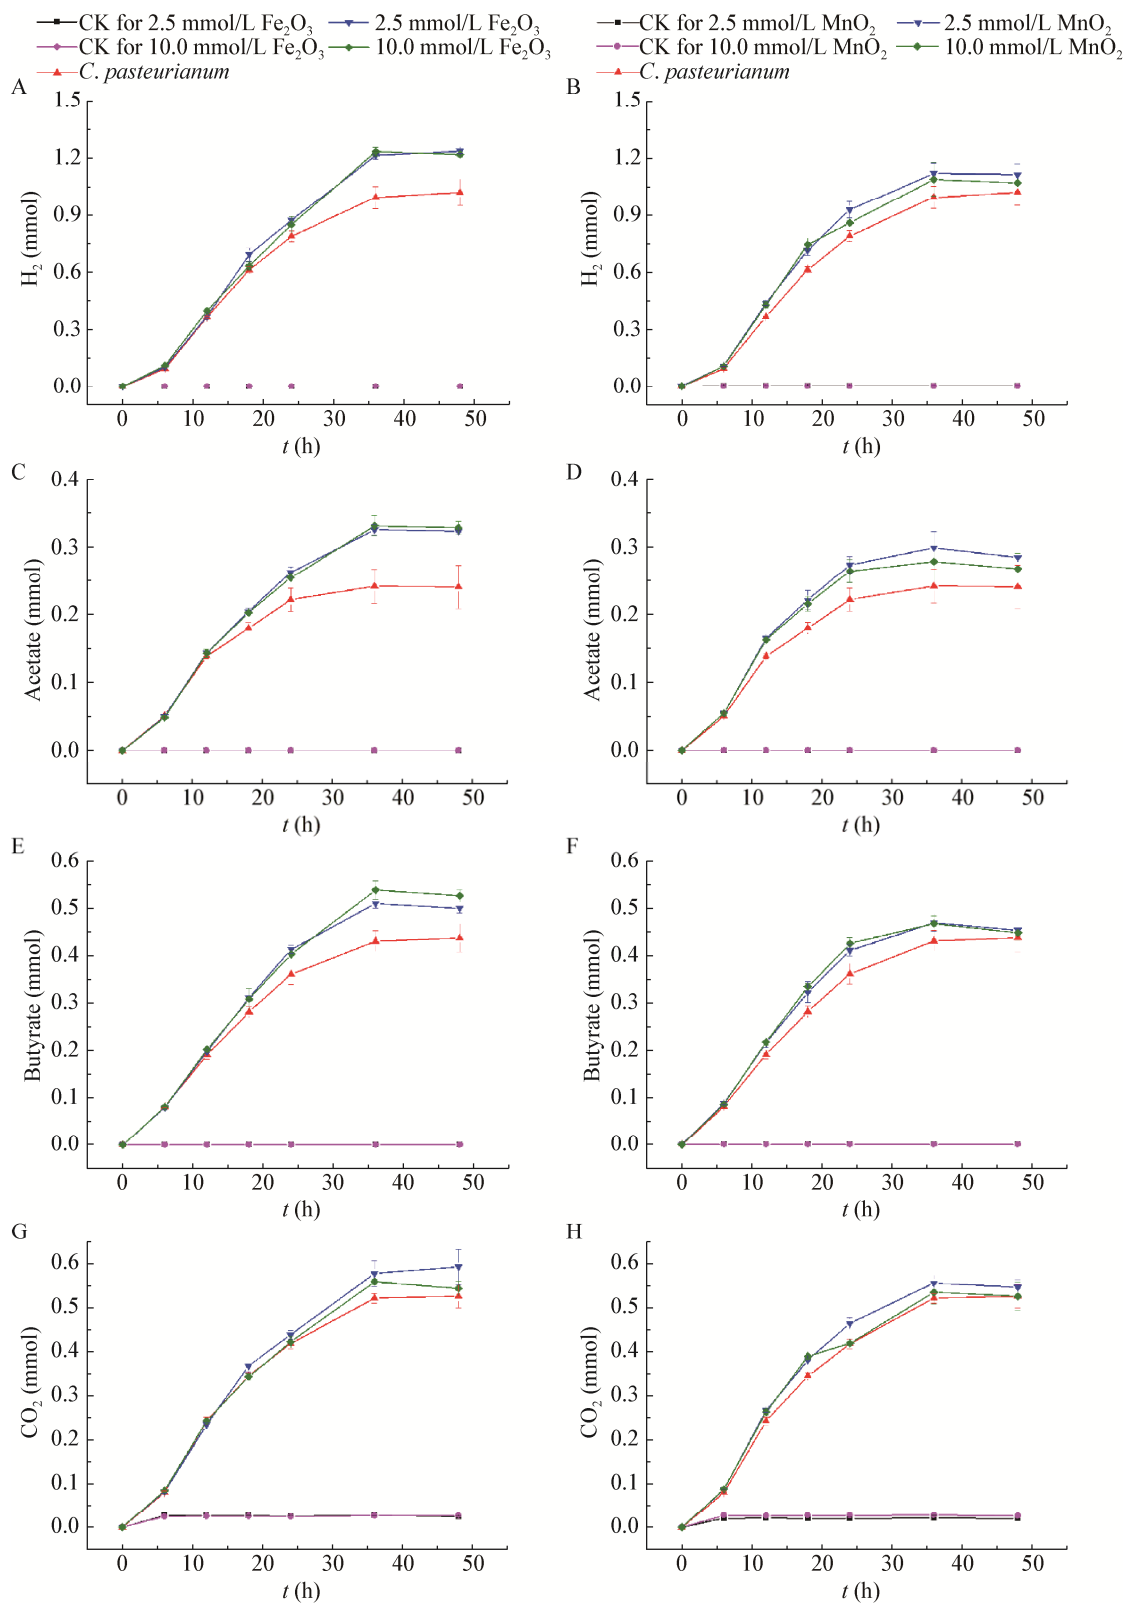 CK for 2.5 mmol/L Fe₂O₃ 2.5 mmol/L Fe₂O₃
CK for 10.0 mmol/L Fe₂O₃ 10.0 mmol/L Fe₂O₃
C. pasteurianum
CK for 2.5 mmol/L MnO₂ 2.5 mmol/L MnO₂
CK for 10.0 mmol/L MnO₂ 10.0 mmol/L MnO₂
C. pasteurianum
A
1.5
1.2
0.9
0.6
0.3
0.0
H₂ (mmol)
0 10 20 30 40 50
t (h)
B
1.5
1.2
0.9
0.6
0.3
0.0
H₂ (mmol)
0 10 20 30 40 50
t (h)
C
0.4
0.3
0.2
0.1
0.0
Acetate (mmol)
0 10 20 30 40 50
t (h)
D
0.4
0.3
0.2
0.1
0.0
Acetate (mmol)
0 10 20 30 40 50
t (h)
E
0.6
0.5
0.4
0.3
0.2
0.1
0.0
Butyrate (mmol)
0 10 20 30 40 50
t (h)
F
0.6
0.5
0.4
0.3
0.2
0.1
0.0
Butyrate (mmol)
0 10 20 30 40 50
t (h)
G
0.6
0.5
0.4
0.3
0.2
0.1
0.0
CO₂ (mmol)
0 10 20 30 40 50
t (h)
H
0.6
0.5
0.4
0.3
0.2
0.1
0.0
CO₂ (mmol)
0 10 20 30 40 50
t (h)